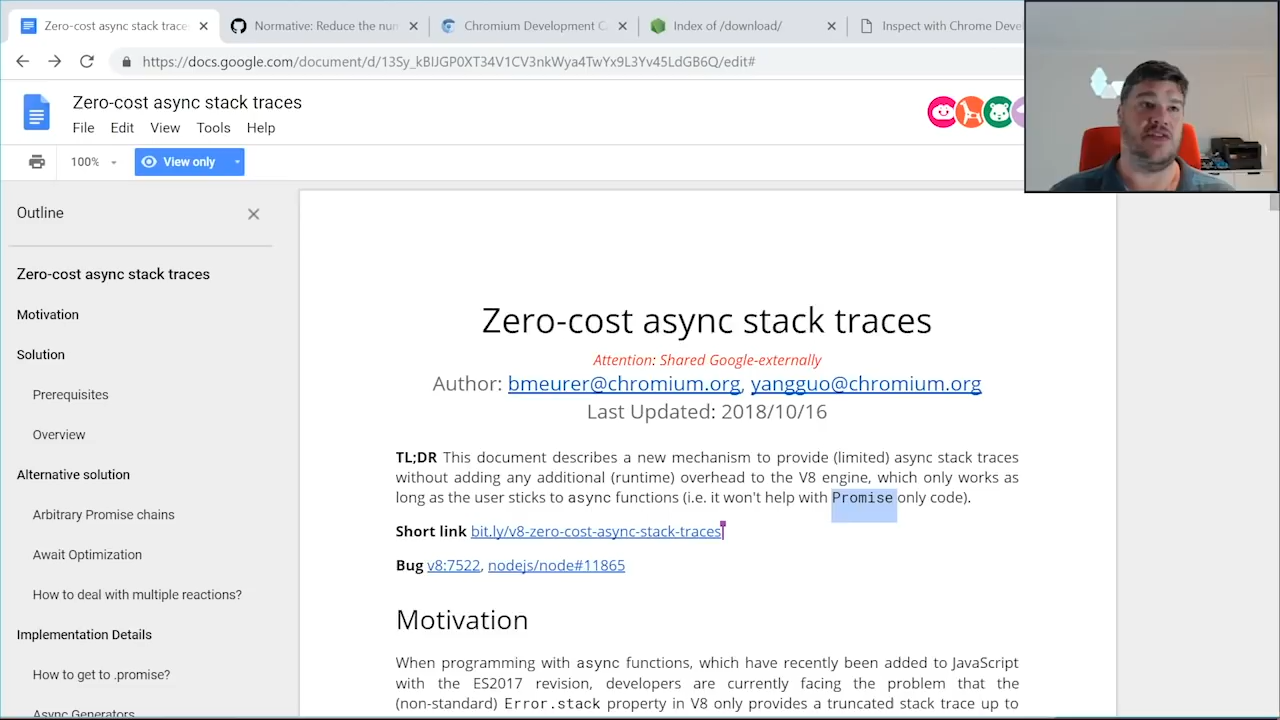 Zero-cost async stack trace
Normative: Reduce the nun
Chromium Development C
Index of /download/
Inspect with Chrome Devel
https://docs.google.com/document/d/13Sy_kBIJGP0XT34V1CV3nkWya4TwYx9L3Yv45LdGB6Q/edit#
Zero-cost async stack traces
File Edit View Tools Help
100% View only
Outline
Zero-cost async stack traces
Motivation
Solution
Prerequisites
Overview
Alternative solution
Arbitrary Promise chains
Await Optimization
How to deal with multiple reactions?
Implementation Details
How to get to .promise?
Async Generators
Zero-cost async stack traces
Attention: Shared Google-externally
Author: bmeurer@chromium.org, yangguo@chromium.org
Last Updated: 2018/10/16
TL;DR This document describes a new mechanism to provide (limited) async stack traces
without adding any additional (runtime) overhead to the V8 engine, which only works as
long as the user sticks to async functions (i.e. it won't help with Promise only code).
Short link bit.ly/v8-zero-cost-async-stack-traces
Bug v8:7522, nodejs/node#11865
Motivation
When programming with async functions, which have recently been added to JavaScript
with the ES2017 revision, developers are currently facing the problem that the
(non-standard) Error.stack property in V8 only provides a truncated stack trace up to